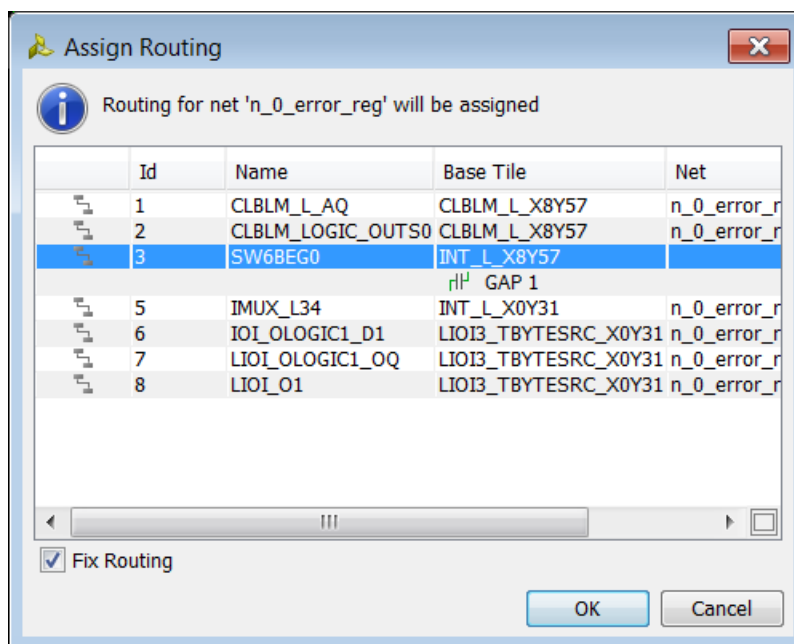 Assign Routing
Routing for net 'n_0_error_reg' will be assigned
Id Name Base Tile Net
1 CLBLM_L_AQ CLBLM_L_X8Y57 n_0_error_r
2 CLBLM_LOGIC_OUTS0 CLBLM_L_X8Y57 n_0_error_r
3 SW6BEG0 INT_L_X8Y57
GAP 1
5 IMUX_L34 INT_L_X0Y31 n_0_error_r
6 IOI_OLOGIC1_D1 LIOI3_TBYTESRC_X0Y31 n_0_error_r
7 LIOI_OLOGIC1_OQ LIOI3_TBYTESRC_X0Y31 n_0_error_r
8 LIOI_O1 LIOI3_TBYTESRC_X0Y31 n_0_error_r
Fix Routing
OK Cancel